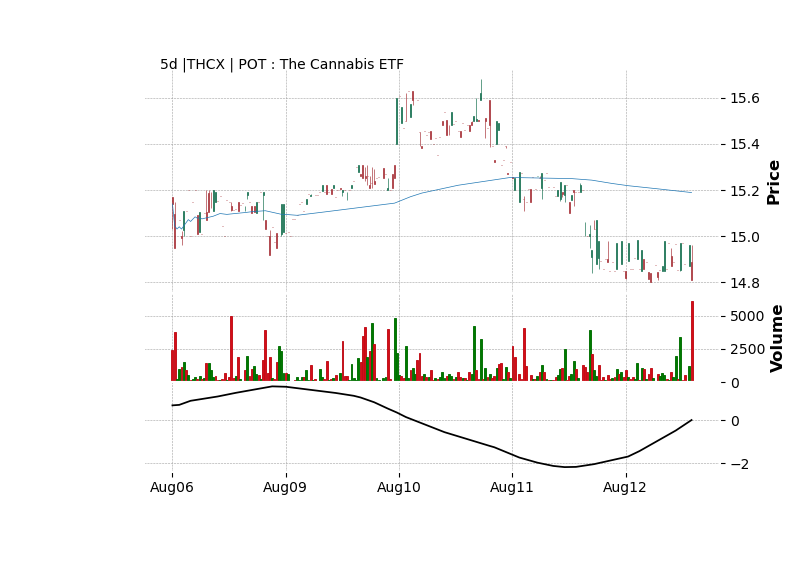 5d |THCX | POT : The Cannabis ETF
15.6
15.4
15.2
15.0
14.8
Price
5000
2500
0
Volume
0
−2
Aug06 Aug09 Aug10 Aug11 Aug12